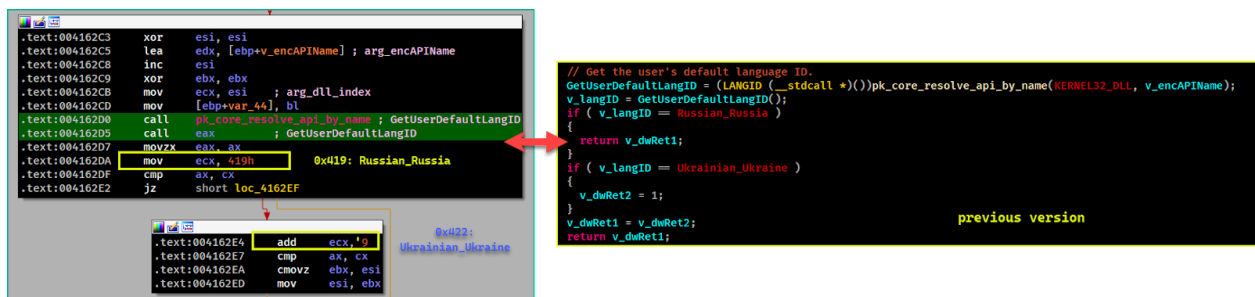 .text:004162C3 xor esi, esi
.text:004162C5 lea edx, [ebp+v_encAPIName] ; arg_encAPIName
.text:004162C8 inc esi
.text:004162C9 xor ebx, ebx
.text:004162CB mov ecx, esi ; arg_dll_index
.text:004162CD mov [ebp+var_44], bl
.text:004162D0 call pk_core_resolve_api_by_name ; GetUserDefaultLangID
.text:004162D5 call eax ; GetUserDefaultLangID
.text:004162D7 movzx eax, ax
.text:004162DA mov ecx, 419h 0x419: Russian_Russia
.text:004162DF cmp ax, cx
.text:004162E2 jz short loc_4162EF
.text:004162E4 add ecx,'9
.text:004162E7 cmp ax, cx
.text:004162EA cmovz ebx, esi
.text:004162ED mov esi, ebx
0x422:
Ukrainian_Ukraine
// Get the user's default language ID.
GetUserDefaultLangID = (LANGID (__stdcall *)())pk_core_resolve_api_by_name(KERNEL32_DLL, v_encAPIName);
v_langID = GetUserDefaultLangID();
if ( v_langID == Russian_Russia )
{
return v_dwRet1;
}
if ( v_langID == Ukrainian_Ukraine )
{
v_dwRet2 = 1;
}
v_dwRet1 = v_dwRet2;
return v_dwRet1;
previous version